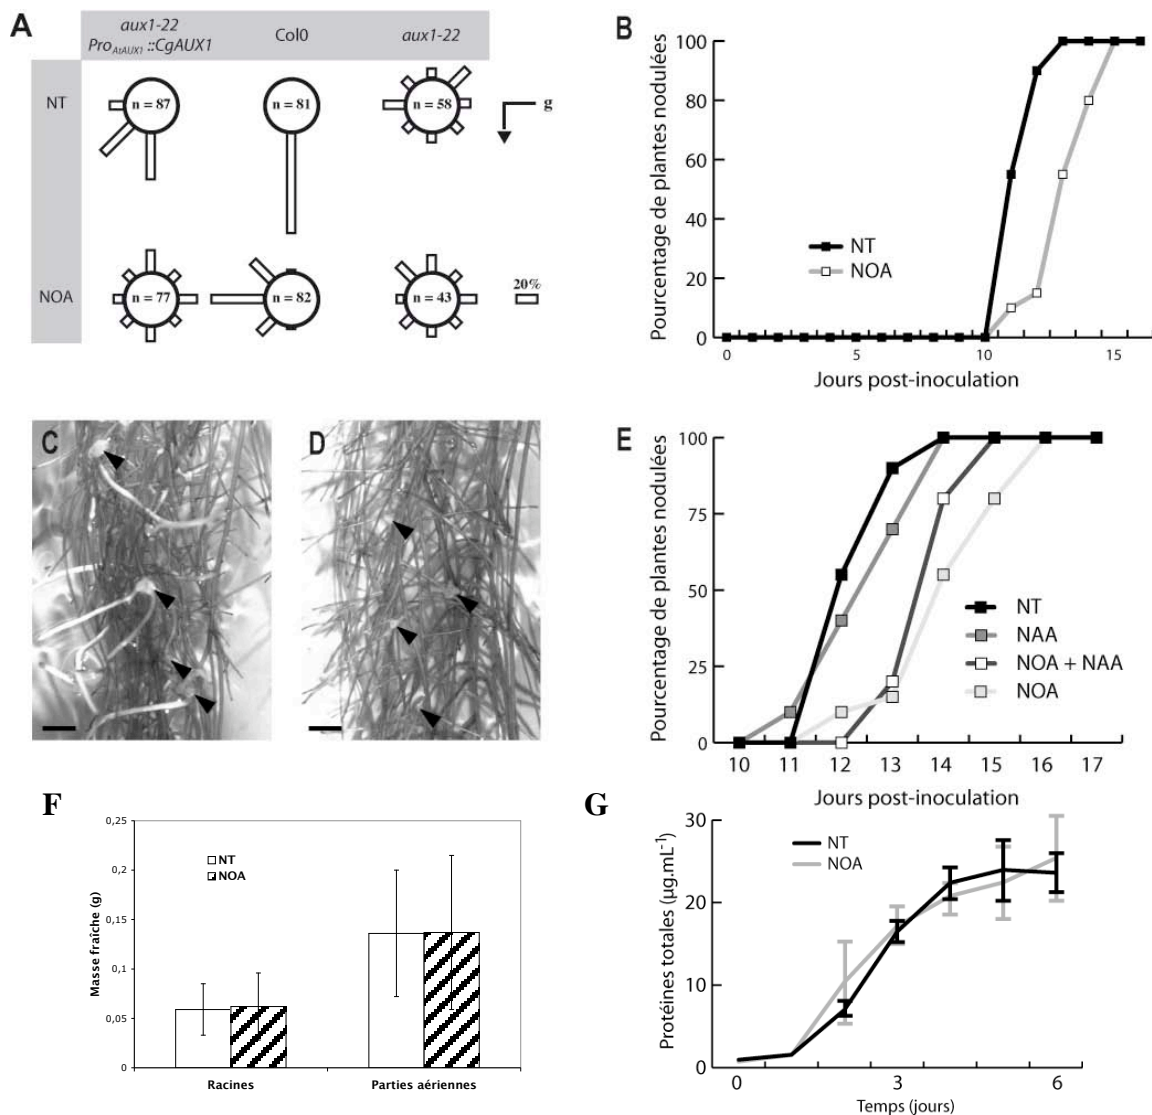 A
aux1-22
Pro AtAUX1 ::CgAUX1
Col0
aux1-22
NT
n = 87
n = 81
n = 58
g
NOA
n = 77
n = 82
n = 43
20%
B
Pourcentage de plantes nodulées
100
80
60
40
20
0
NT
NOA
0
5
10
15
Jours post-inoculation
C
D
E
Pourcentage de plantes nodulées
100
75
50
25
0
NT
NAA
NOA + NAA
NOA
10
11
12
13
14
15
16
17
Jours post-inoculation
F
Masse fraîche (g)
0,25
0,2
0,15
0,1
0,05
0
NT
NOA
Racines
Parties aériennes
G
Protéines totales (µg.mL-1)
30
20
10
0
NT
NOA
0
3
6
Temps (jours)